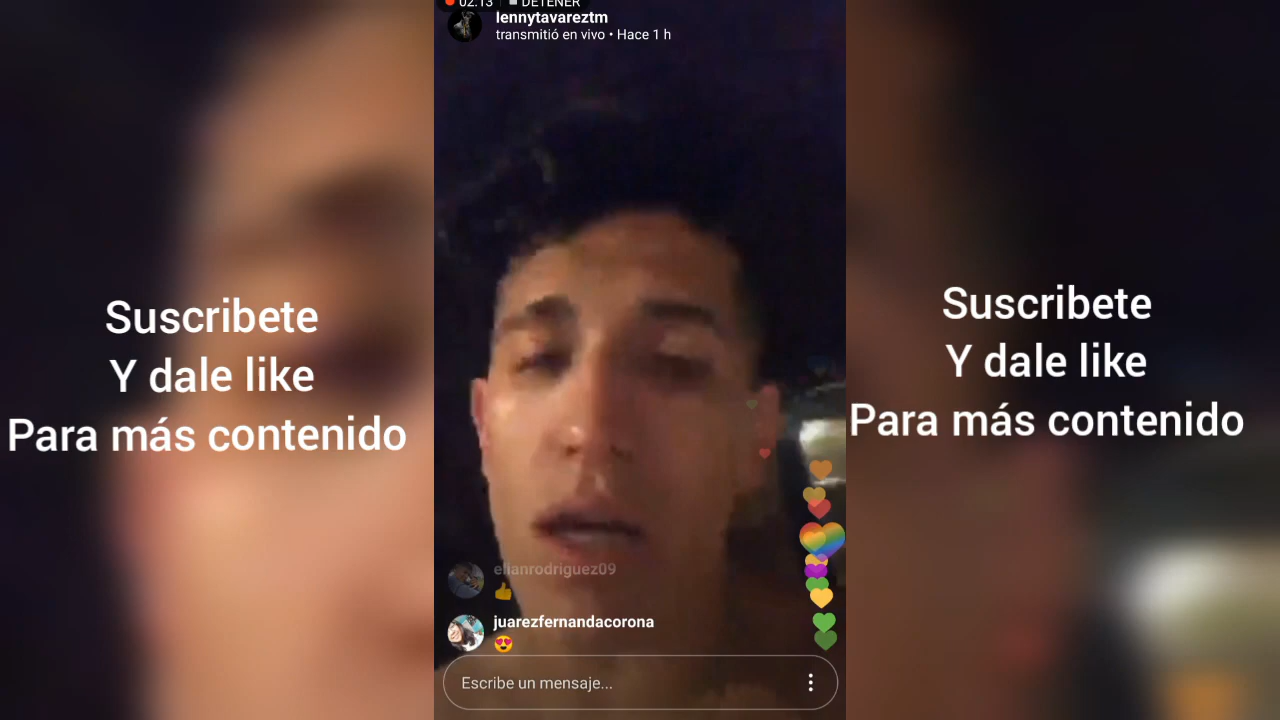 02:13 DETENER
lennytavareztm
transmitió en vivo • Hace 1 h
Suscribete
Y dale like
Para más contenido
Suscribete
Y dale like
Para más contenido
elianrodriguez09
juarezfernandacorona
Escribe un mensaje...